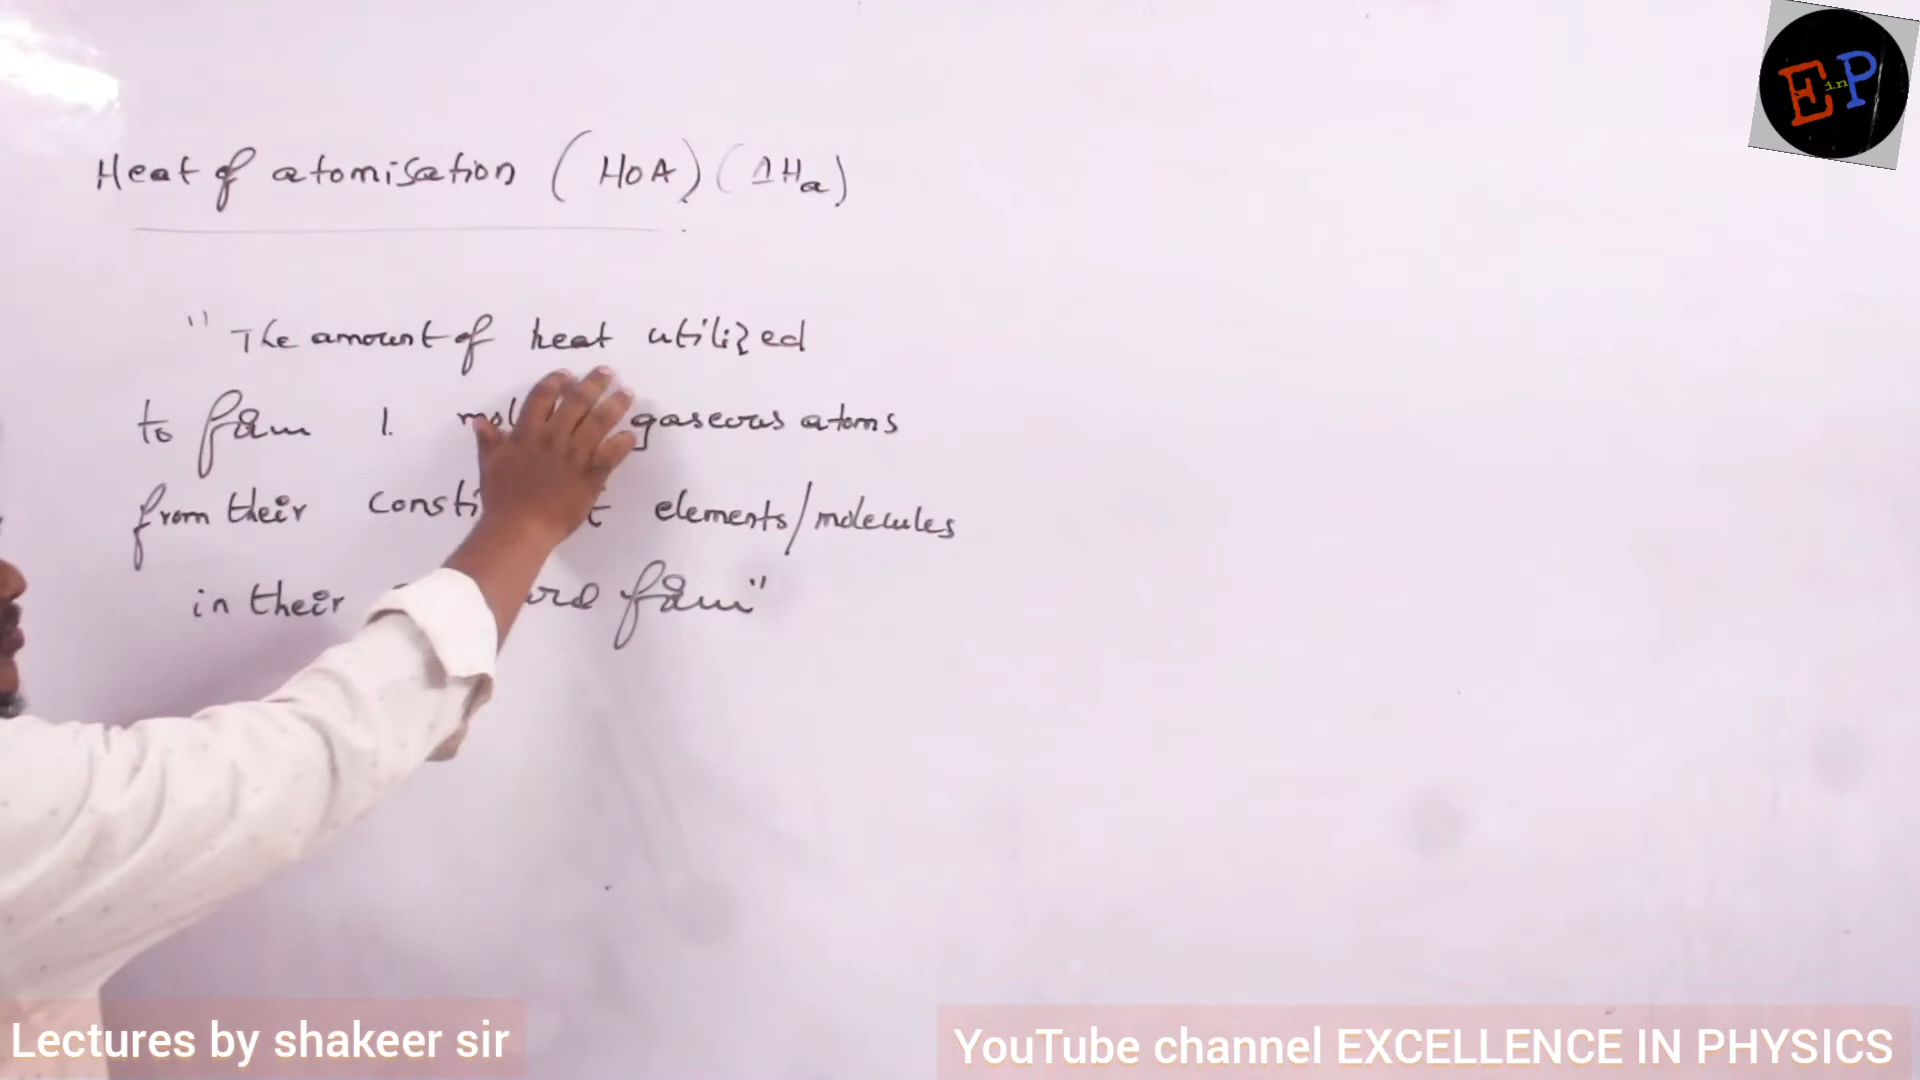 Heat of atomisation (HoA) (ΔHa)
"The amount of heat utilized
to form 1. gaseous atoms
from their elements/molecules
in their form"
E in P
Lectures by shakeer sir
YouTube channel EXCELLENCE IN PHYSICS